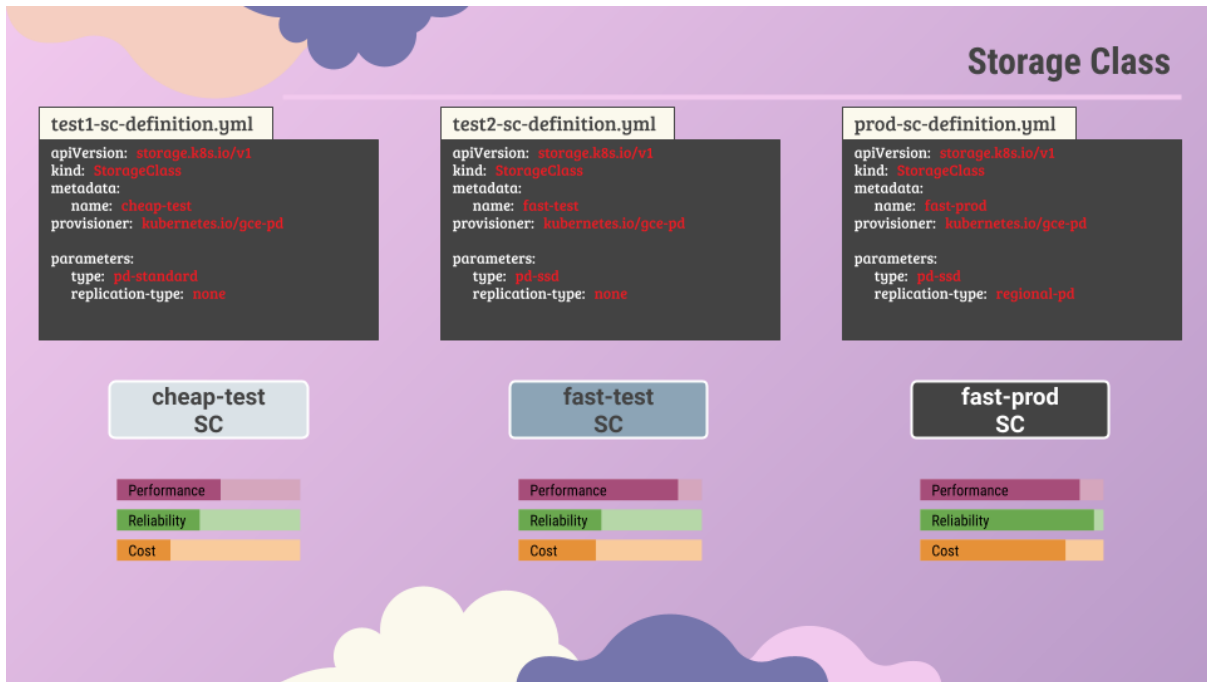 Storage Class
test1-sc-definition.yml
apiVersion: storage.k8s.io/v1
kind: StorageClass
metadata:
name: cheap-test
provisioner: kubernetes.io/gce-pd
parameters:
type: pd-standard
replication-type: none
cheap-test
SC
Performance
Reliability
Cost
test2-sc-definition.yml
apiVersion: storage.k8s.io/v1
kind: StorageClass
metadata:
name: fast-test
provisioner: kubernetes.io/gce-pd
parameters:
type: pd-ssd
replication-type: none
fast-test
SC
Performance
Reliability
Cost
prod-sc-definition.yml
apiVersion: storage.k8s.io/v1
kind: StorageClass
metadata:
name: fast-prod
provisioner: kubernetes.io/gce-pd
parameters:
type: pd-ssd
replication-type: regional-pd
fast-prod
SC
Performance
Reliability
Cost